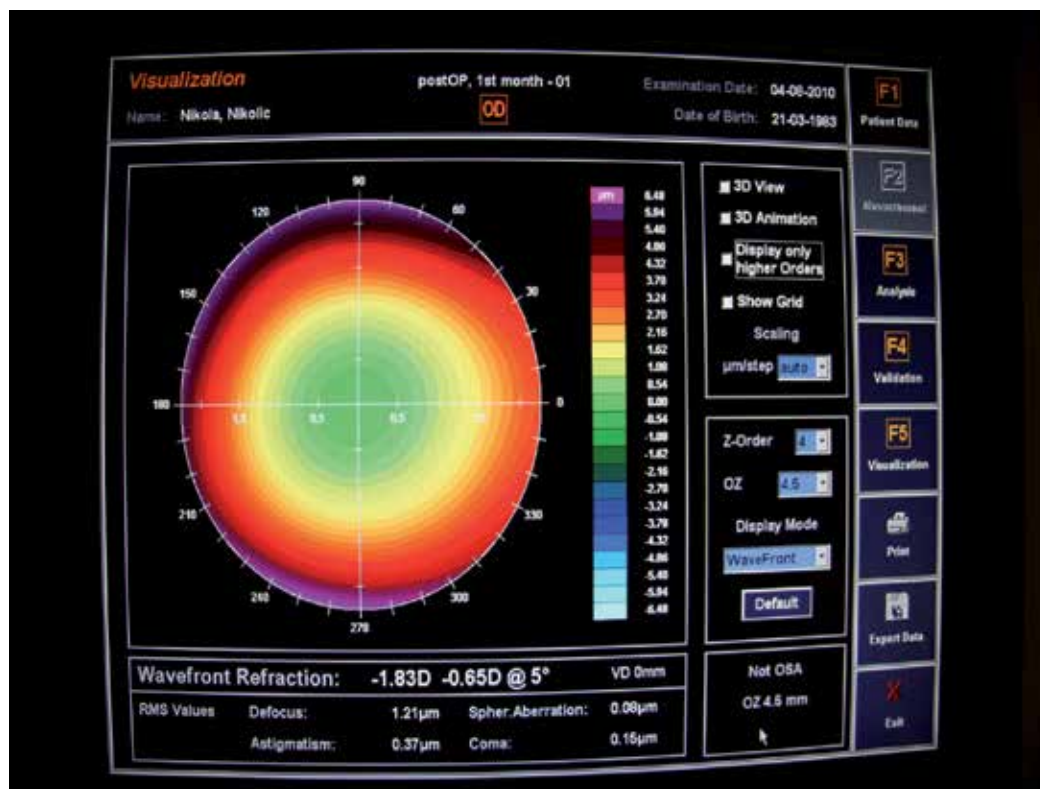 Visualization
postOP, 1st month - 01
Examination Date: 04-08-2010
Name: Nikola, Nikolic
OD
Date of Birth: 21-03-1983
F1
Patient Data
F2
F3
Analysis
F4
Validation
F5
Visualization
Print
Export Data
X
Exit
90
120
60
150
30
180
0
210
330
240
300
270
0,5
0,5
µm
6.48
5.94
5.40
4.86
4.32
3.78
3.24
2.70
2.16
1.62
1.08
0.54
0.00
-0.54
-1.08
-1.62
-2.16
-2.70
-3.24
-3.78
-4.32
-4.86
-5.40
-5.94
-6.48
3D View
3D Animation
Display only
higher Orders
Show Grid
Scaling
µm/step auto
Z-Order 4
OZ 4.5
Display Mode
WaveFront
Default
Wavefront Refraction: -1.83D -0.65D @ 5° VD 0mm
RMS Values Defocus: 1.21µm Spher.Aberration: 0.08µm
Astigmatism: 0.37µm Coma: 0.15µm
Not OSA
OZ 4.5 mm